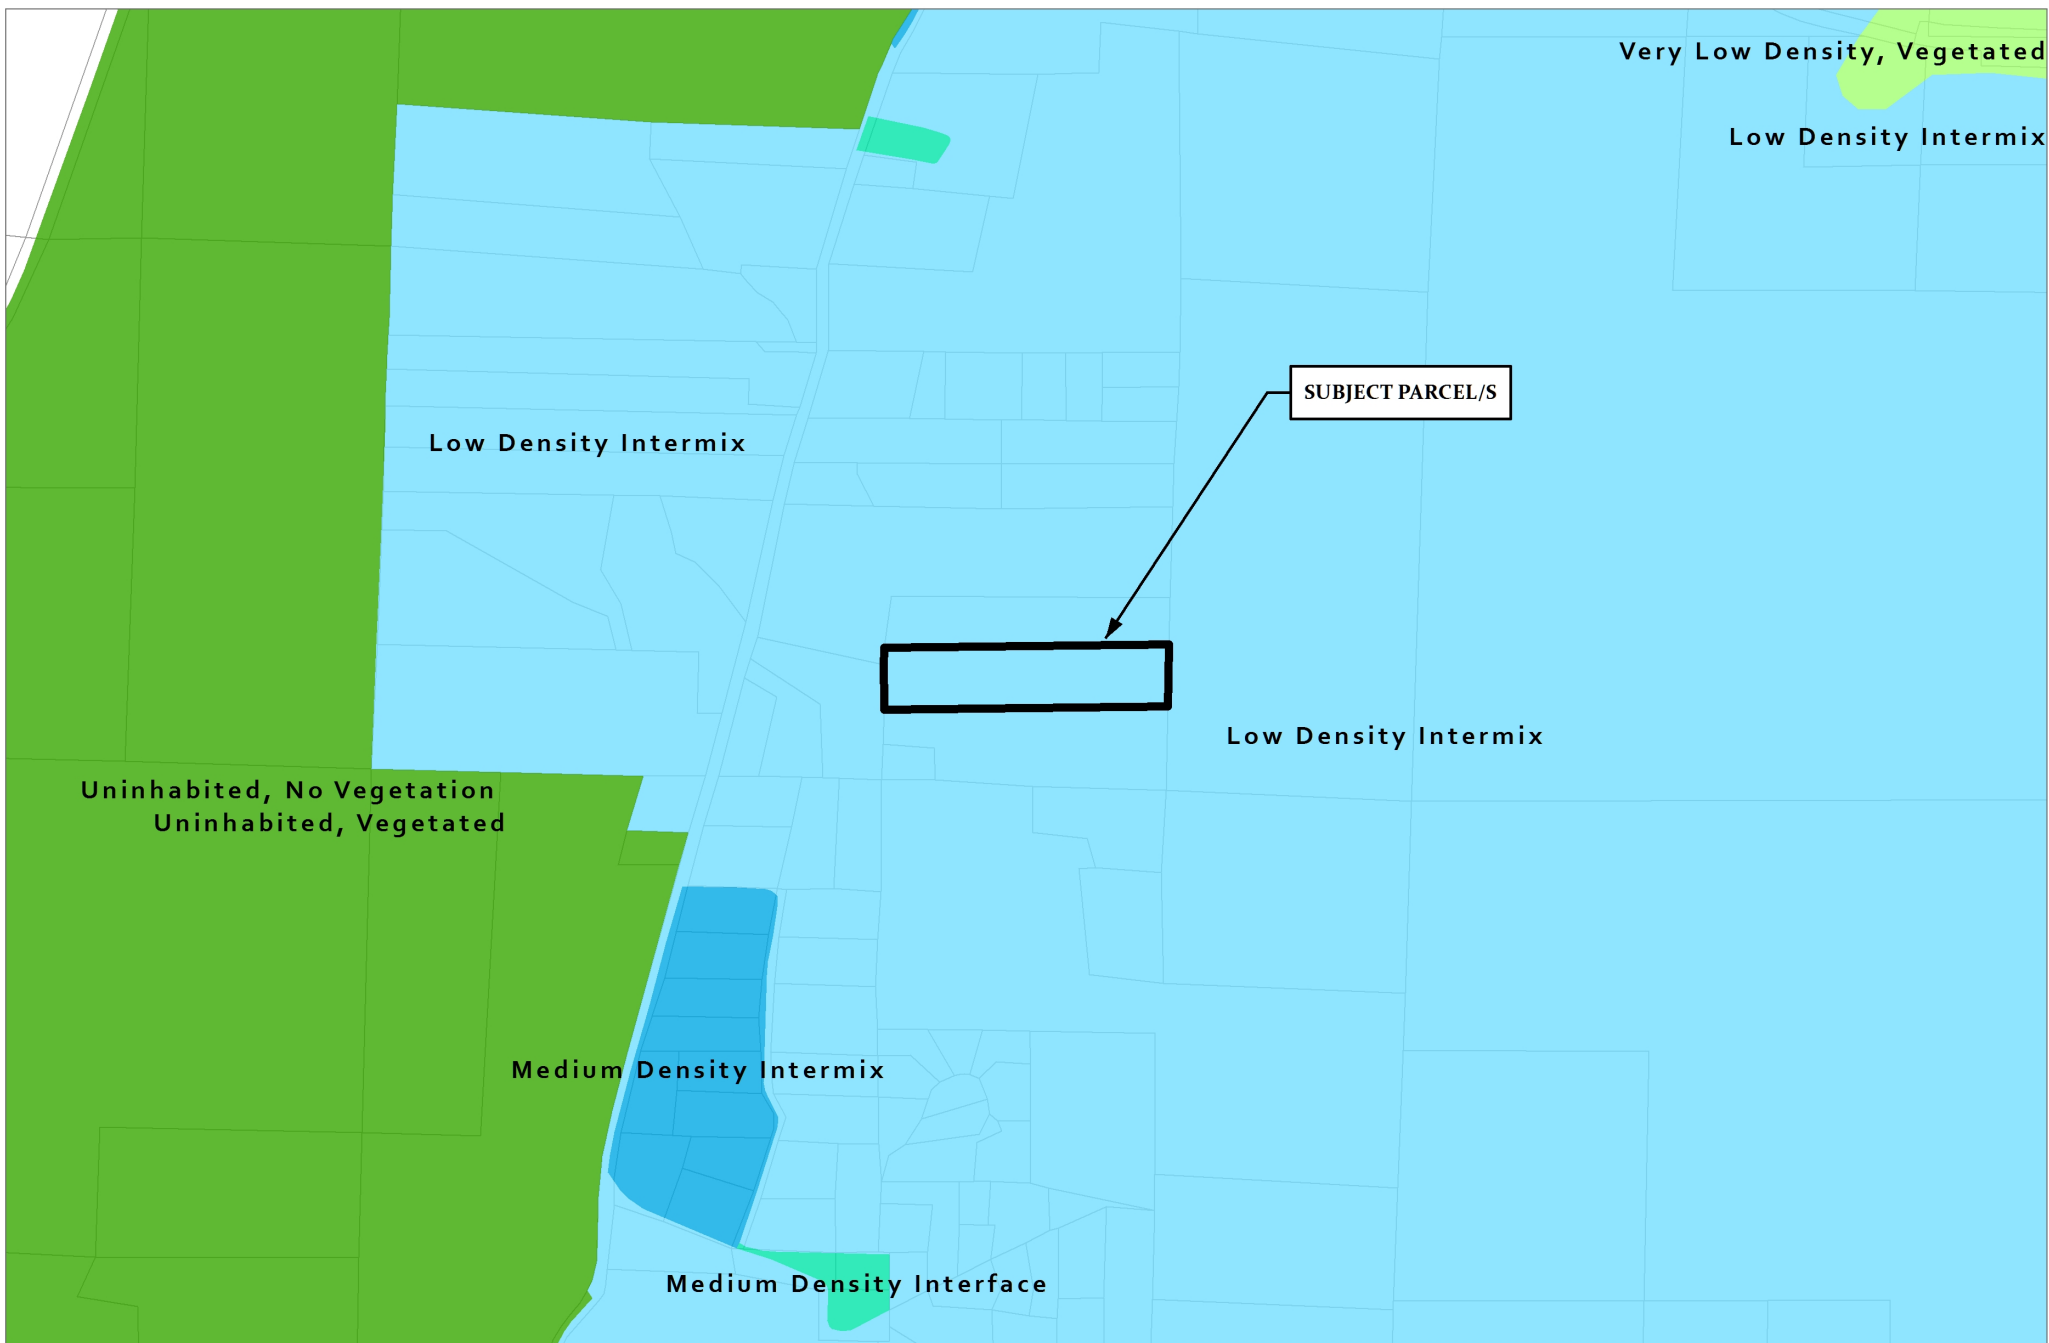 Very Low Density, Vegetated
Low Density Intermix
SUBJECT PARCEL/S
Low Density Intermix
Low Density Intermix
Uninhabited, No Vegetation
Uninhabited, Vegetated
Medium Density Intermix
Medium Density Interface